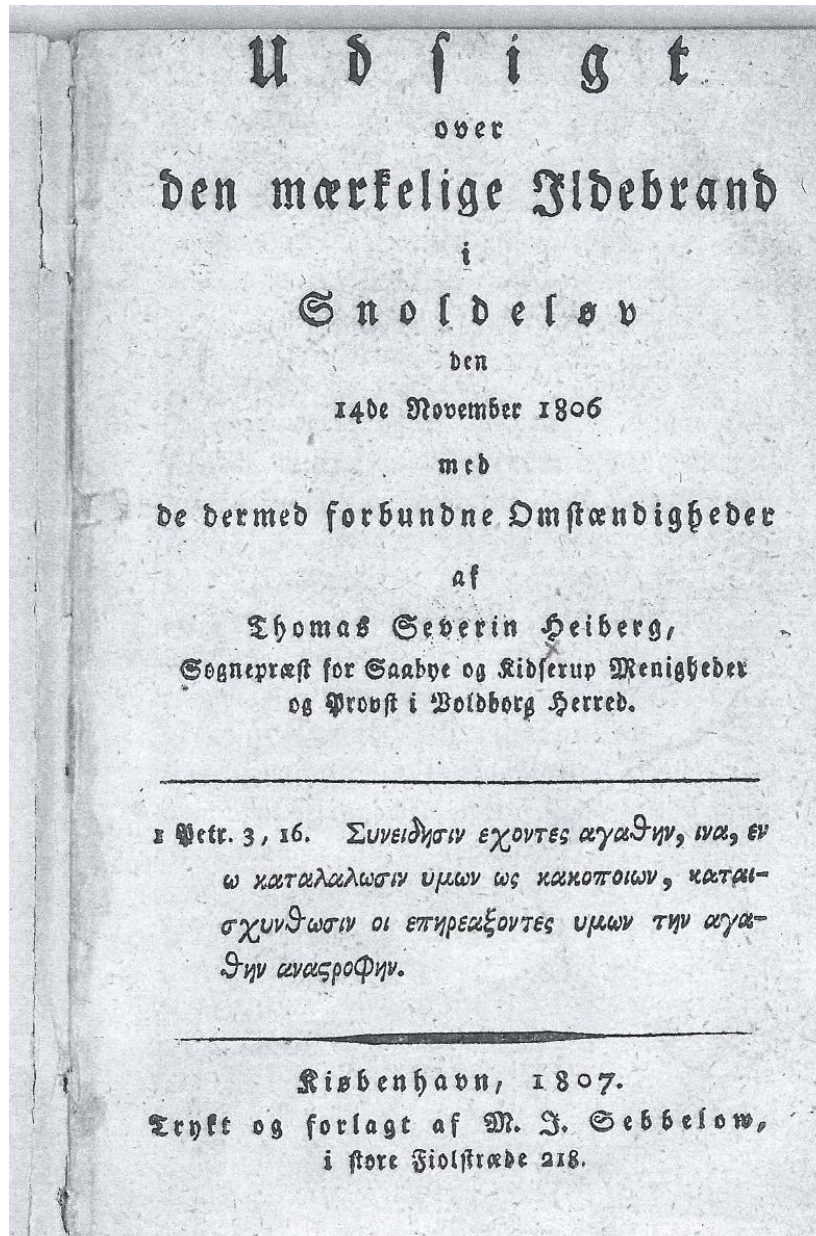 Udſigt
over
den mærkelige Ildebrand
i
Snoldeløv
den
14de November 1806
med
de dermed forbundne Omſtændigheder
af
Thomas Severin Heiberg,
Sognepræſt for Saabye og Kidſerup Menigheder
og Provſt i Voldborg Herred.
1 Petr. 3, 16. Συνειδησιν εχοντες αγαϑην, ινα, εν
ω καταλαλωσιν υμων ως κακοποιων, καται-
σχυνϑωσιν οι επηρεαξοντες υμων την αγα-
ϑην αναϛροφην.
Kiøbenhavn, 1807.
Trykt og forlagt af M. J. Sebbelow,
i ſtore Fiolſtræde 218.